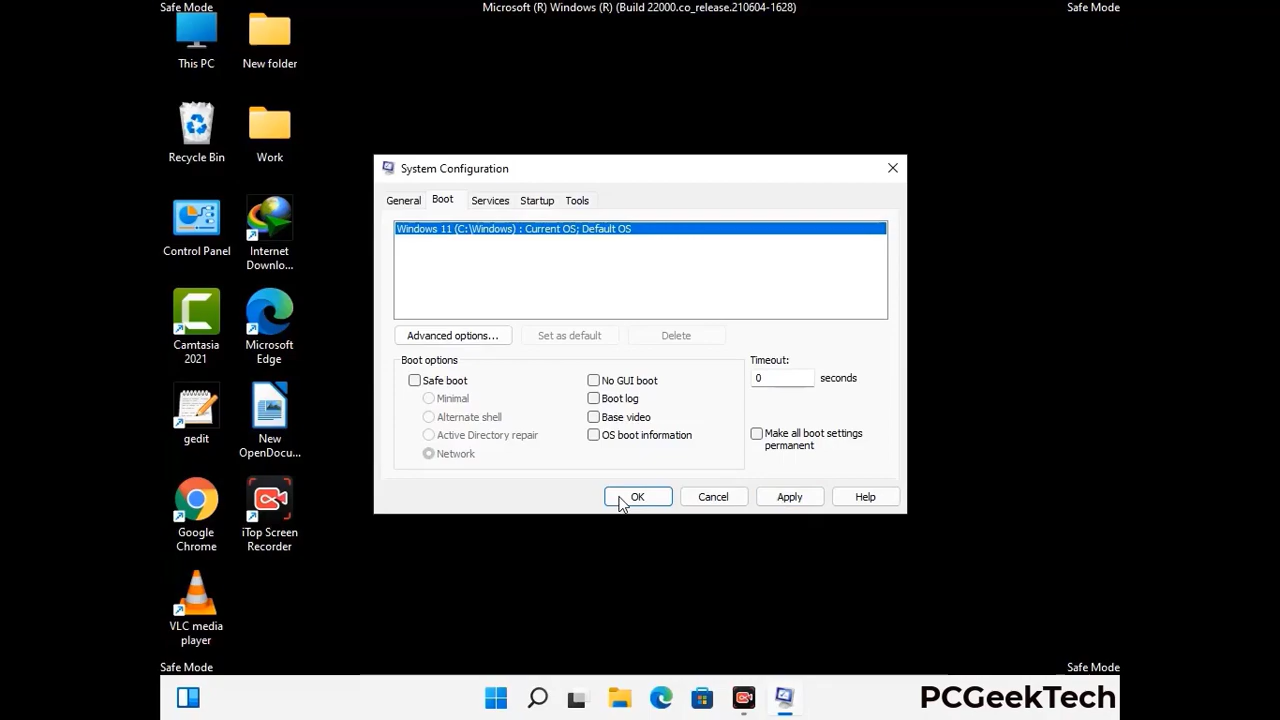 Safe Mode
Microsoft (R) Windows (R) (Build 22000.co_release.210604-1628)
Safe Mode
This PC
New folder
Recycle Bin
Work
Control Panel
Internet
Downlo...
Camtasia
2021
Microsoft
Edge
gedit
New
OpenDocu...
Google
Chrome
iTop Screen
Recorder
VLC media
player
System Configuration
General
Boot
Services
Startup
Tools
Windows 11 (C:\Windows) : Current OS; Default OS
Advanced options...
Set as default
Delete
Boot options
Safe boot
Minimal
Alternate shell
Active Directory repair
Network
No GUI boot
Boot log
Base video
OS boot information
Timeout:
0 seconds
Make all boot settings
permanent
OK
Cancel
Apply
Help
Safe Mode
Safe Mode
PCGeekTech